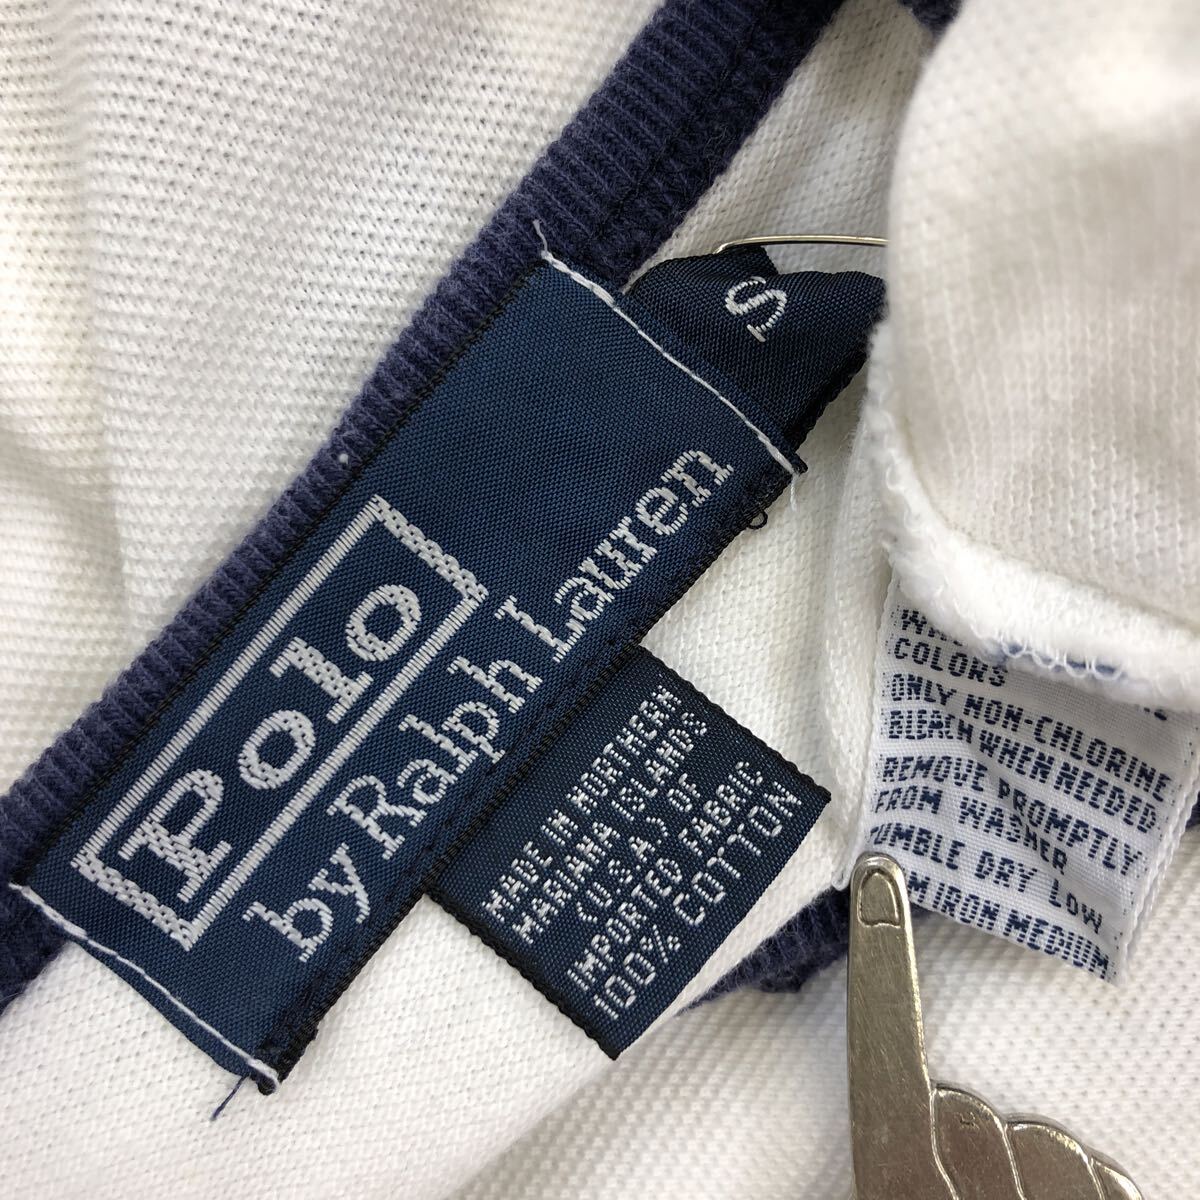 Polo
by Ralph Lauren
S
MADE IN NORTHERN
MARIANA ISLANDS
(U.S.A.) OF
IMPORTED FABRIC
100% COTTON
COLORS
ONLY NON-CHLORINE
BLEACH WHEN NEEDED
REMOVE PROMPTLY
FROM WASHER
TUMBLE DRY LOW
IRON MEDIUM